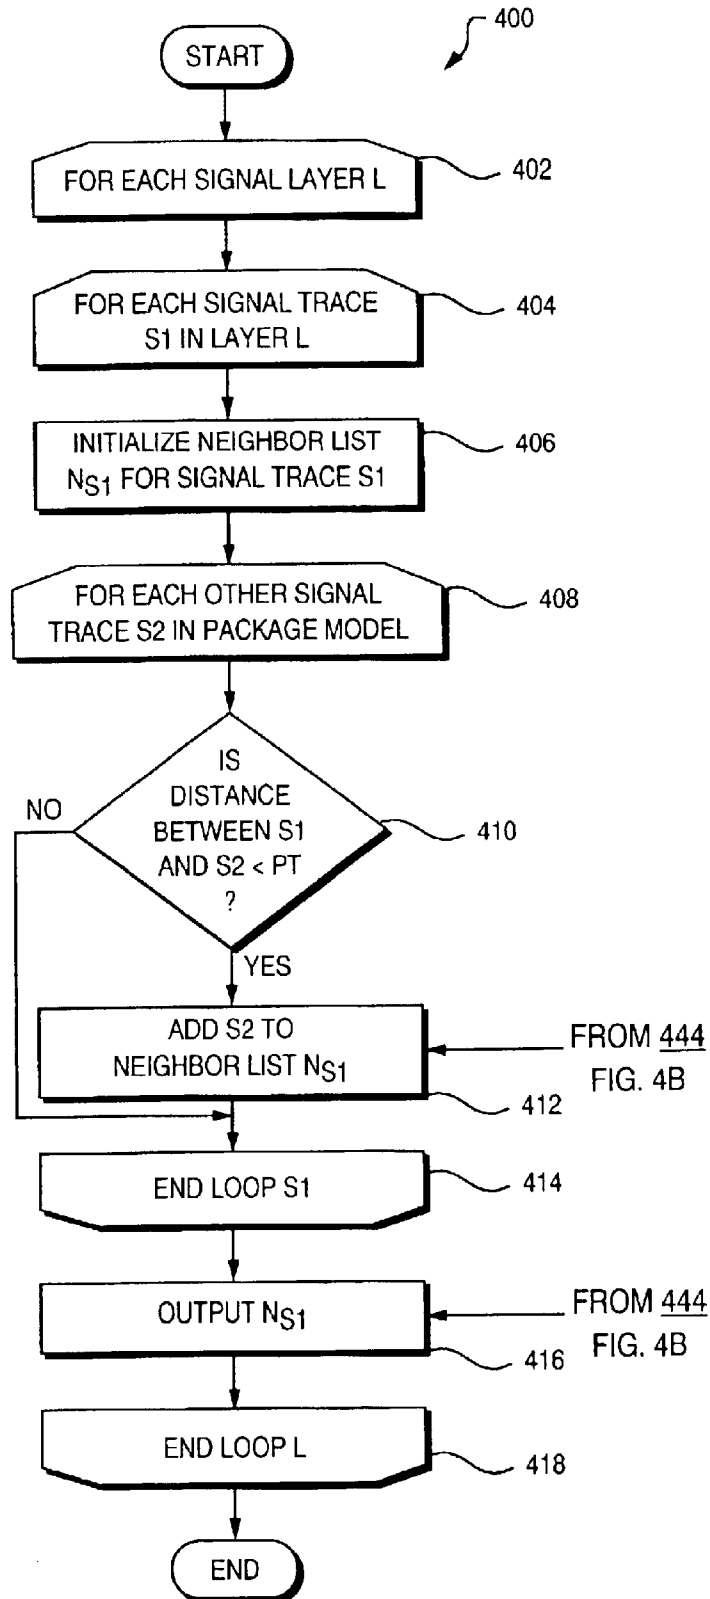 400
START
FOR EACH SIGNAL LAYER L
402
FOR EACH SIGNAL TRACE
S1 IN LAYER L
404
INITIALIZE NEIGHBOR LIST
NS1 FOR SIGNAL TRACE S1
406
FOR EACH OTHER SIGNAL
TRACE S2 IN PACKAGE MODEL
408
IS
DISTANCE
BETWEEN S1
AND S2 < PT
?
410
NO
YES
ADD S2 TO
NEIGHBOR LIST NS1
412
FROM 444
FIG. 4B
END LOOP S1
414
OUTPUT NS1
416
FROM 444
FIG. 4B
END LOOP L
418
END